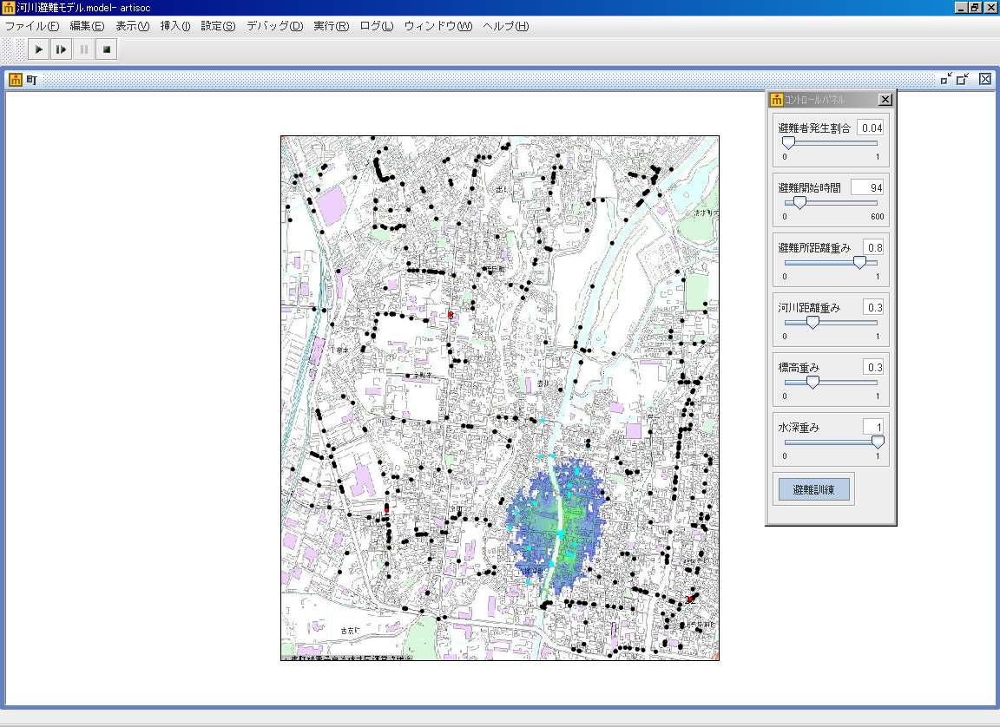 河川避難モデル.model- artisoc
ファイル(F) 編集(E) 表示(V) 挿入(I) 設定(S) デバッグ(D) 実行(R) ログ(L) ウィンドウ(W) ヘルプ(H)
町
コントロールパネル
避難者発生割合 0.04
0 1
避難開始時間 94
0 600
避難所距離重み 0.8
0 1
河川距離重み 0.3
0 1
標高重み 0.3
0 1
水深重み 1
0 1
避難訓練
古京町